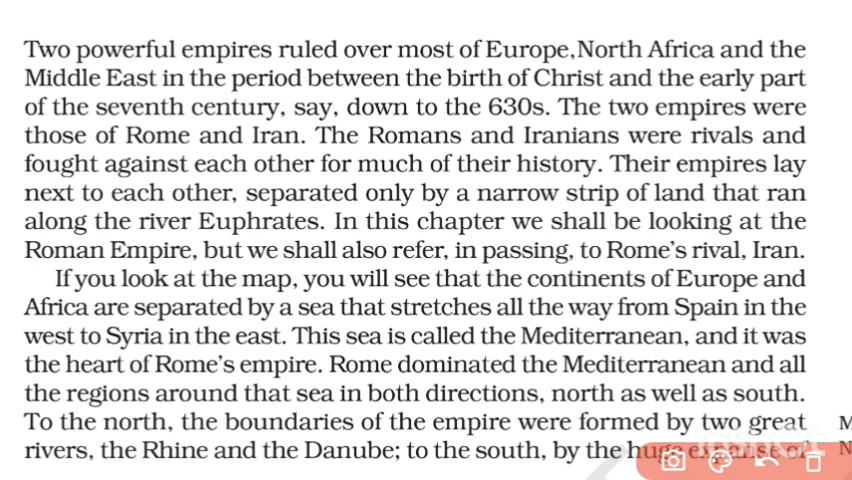 Two powerful empires ruled over most of Europe, North Africa and the
Middle East in the period between the birth of Christ and the early part
of the seventh century, say, down to the 630s. The two empires were
those of Rome and Iran. The Romans and Iranians were rivals and
fought against each other for much of their history. Their empires lay
next to each other, separated only by a narrow strip of land that ran
along the river Euphrates. In this chapter we shall be looking at the
Roman Empire, but we shall also refer, in passing, to Rome's rival, Iran.
If you look at the map, you will see that the continents of Europe and
Africa are separated by a sea that stretches all the way from Spain in the
west to Syria in the east. This sea is called the Mediterranean, and it was
the heart of Rome's empire. Rome dominated the Mediterranean and all
the regions around that sea in both directions, north as well as south.
To the north, the boundaries of the empire were formed by two great
rivers, the Rhine and the Danube; to the south, by the huge expanse of
M
N